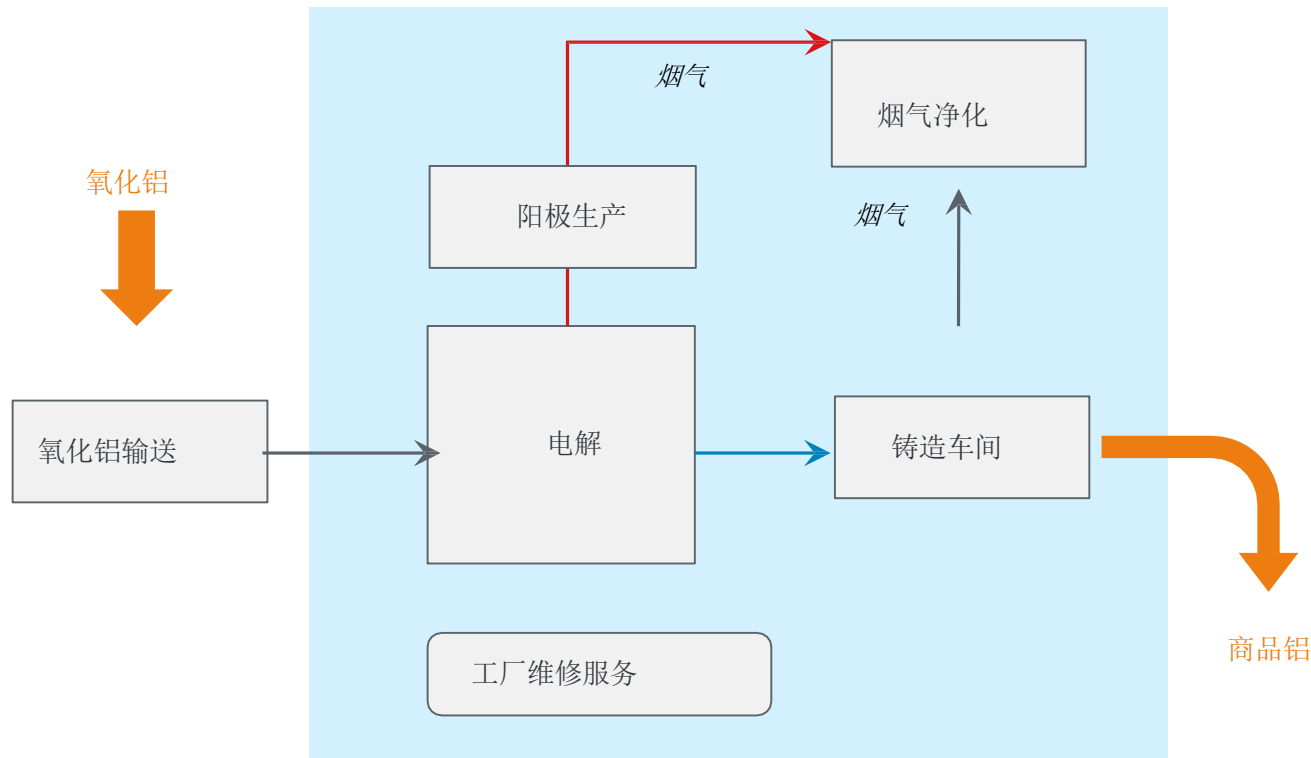 烟气
烟气净化
氧化铝
阳极生产
烟气
氧化铝输送
电解
铸造车间
工厂维修服务
商品铝